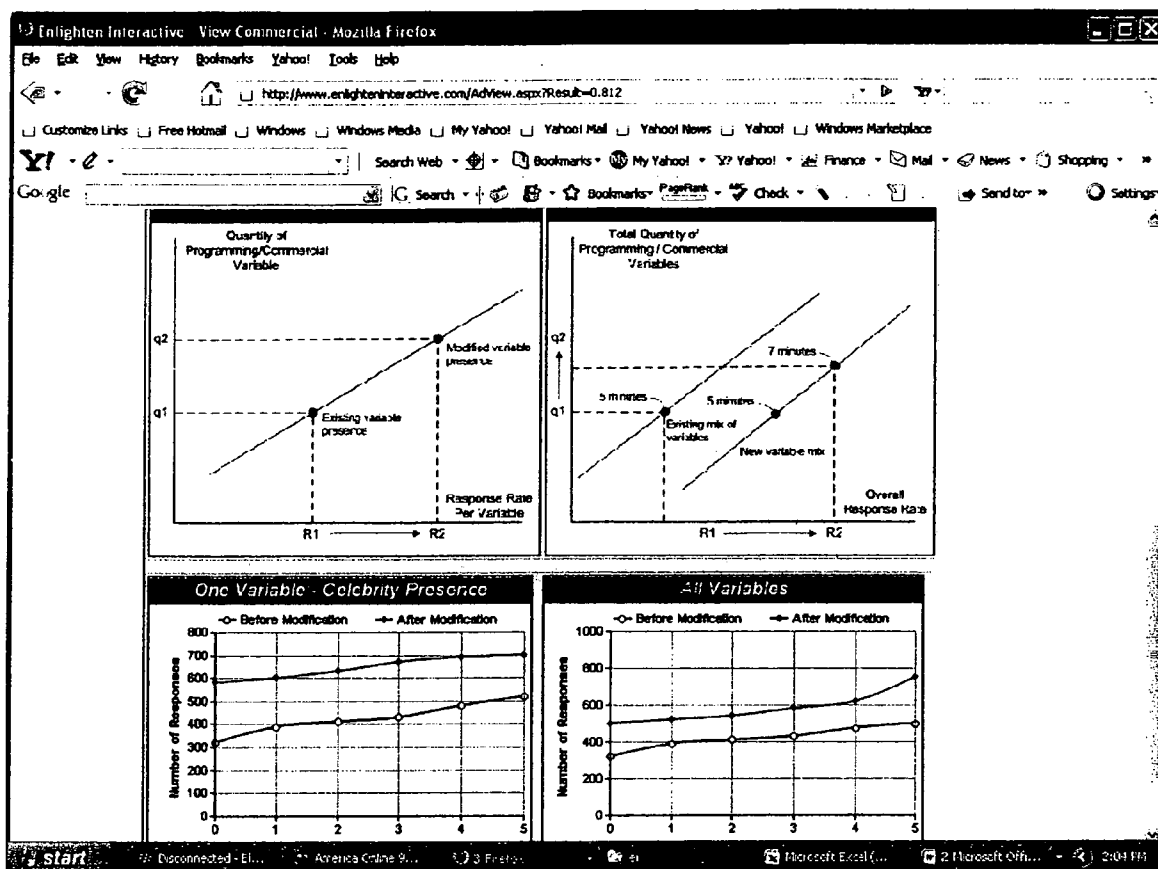 Enlighten Interactive - View Commercial - Mozilla Firefox
File Edit View History Bookmarks Yahoo! Tools Help
http://www.enlighteninteractive.com/AdView.aspx?Result=0.812
Customize Links Free Hotmail Windows Windows Media My Yahoo! Yahoo! Mail Yahoo! News Yahoo! Windows Marketplace
Y! Search Web Bookmarks My Yahoo! Yahoo! Finance Mail News Shopping »
Google G Search Bookmarks PageRank Check Send to » Settings
Quantity of
Programming/Commercial
Variable
q2
q1
Modified variable
presence
Existing variable
presence
Response Rate
Per Variable
R1 R2
Total Quantity of
Programming / Commercial
Variables
q2
q1
7 minutes
5 minutes
5 minutes
Existing mix of
variables
New variable mix
Overall
Response Rate
R1 R2
One Variable - Celebrity Presence
Before Modification After Modification
Number of Responses
800
700
600
500
400
300
200
100
0
0 1 2 3 4 5
All Variables
Before Modification After Modification
Number of Responses
1000
800
600
400
200
0
0 1 2 3 4 5
start Disconnected - El... America Online 9... 3 Firefox Microsoft Excel (... 2 Microsoft Offi... 2:04 PM